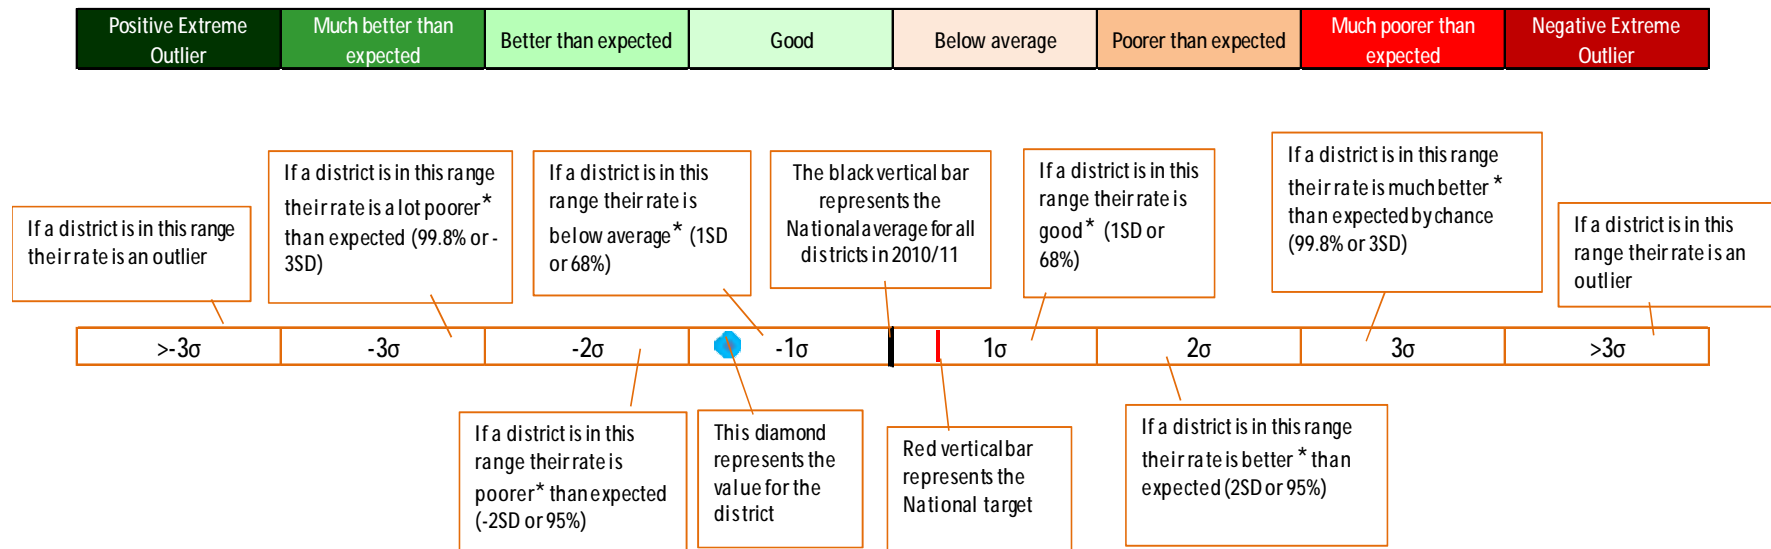 Positive Extreme
Outlier
Much better than
expected
Better than expected
Good
Below average
Poorer than expected
Much poorer than
expected
Negative Extreme
Outlier
If a district is in this range
their rate is an outlier
If a district is in this range
their rate is a lot poorer*
than expected (99.8% or -
3SD)
If a district is in this
range their rate is
below average* (1SD
or 68%)
The black vertical bar
represents the
National average for all
districts in 2010/11
If a district is in this
range their rate is
good* (1SD or
68%)
If a district is in this range
their rate is much better *
than expected by chance
(99.8% or 3SD)
If a district is in this
range their rate is an
outlier
>-3σ
-3σ
-2σ
-1σ
1σ
2σ
3σ
>3σ
If a district is in this
range their rate is
poorer* than expected
(-2SD or 95%)
This diamond
represents the
value for the
district
Red vertical bar
represents the
National target
If a district is in this range
their rate is better * than
expected (2SD or 95%)